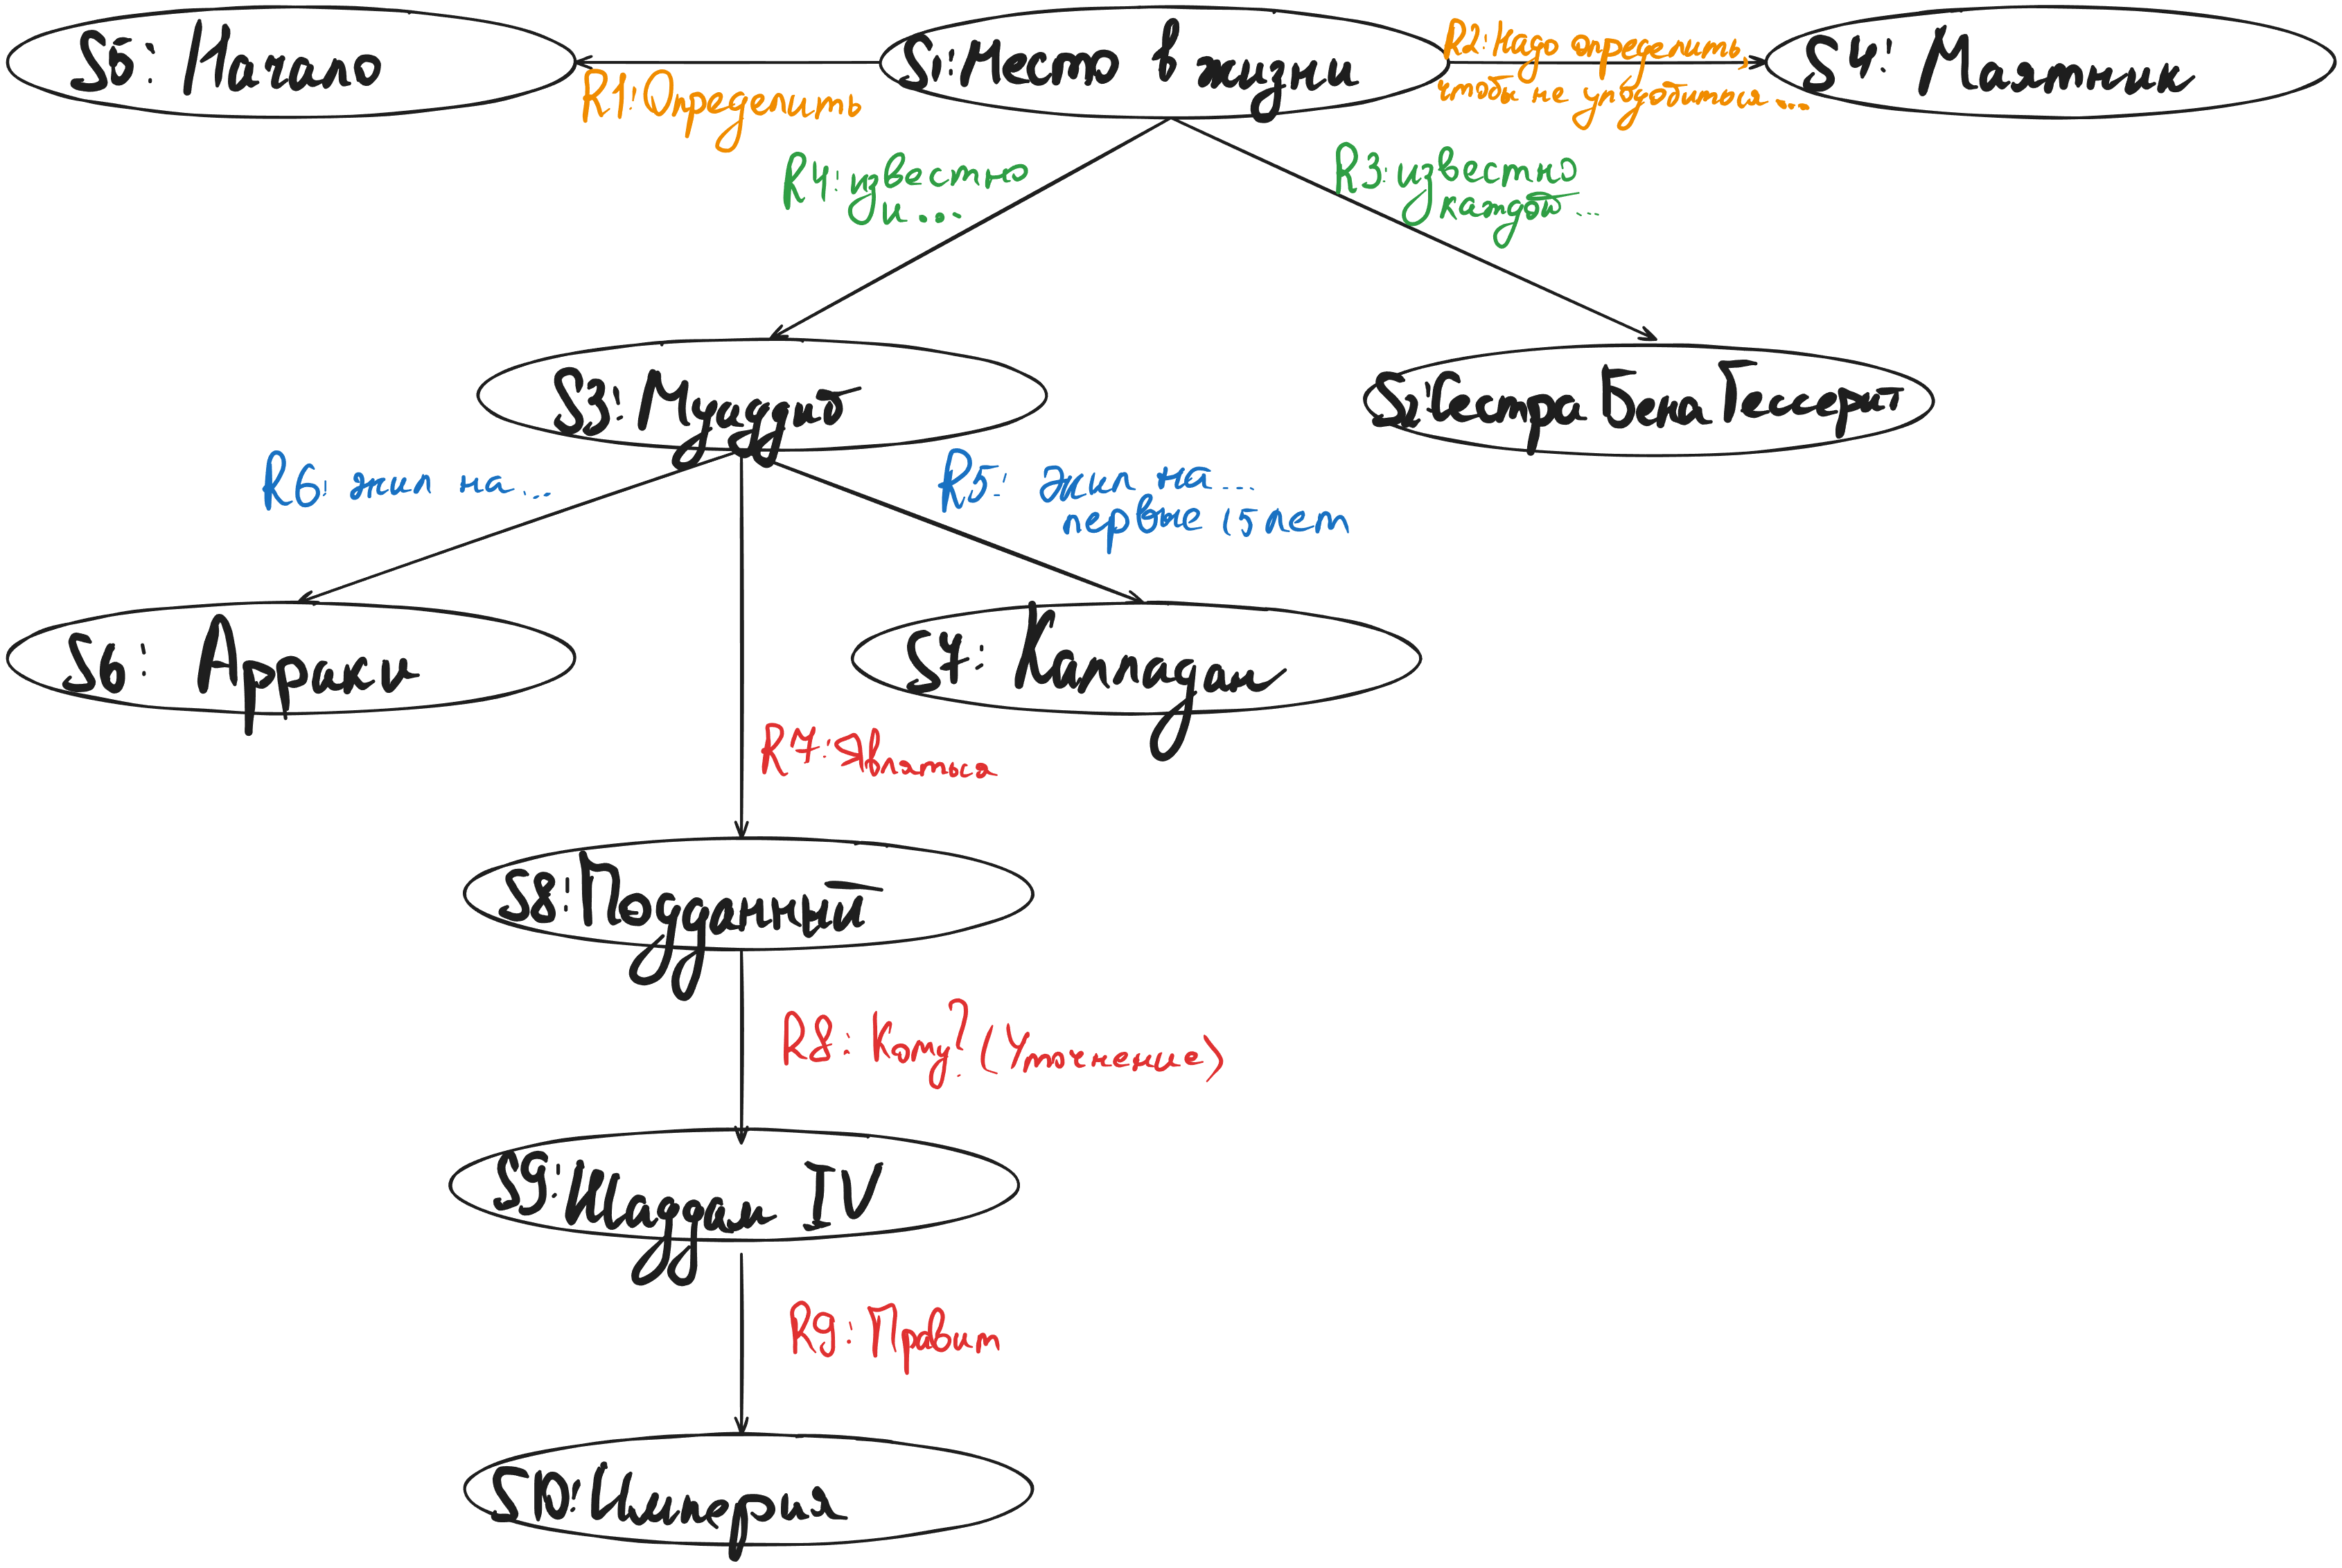 S5: Начало
S1: Место в жизни
R2: Надо определить,
чтобы не уподобиться ...
S4: Маятник
R1: Определить
R4: известно
и ...
R3: известно
каждой ...
S3: Муаддиб
S2: Сестра Бене Гессерит
R6: жил на ...
R5: Жил на ...
первые 15 лет
S6: Арраки
S7: Каладан
R7: Являться
S8: Подданный
R8: Кому? (Уточнение)
S9: Шаддам IV
R9: Правит
S10: Империя